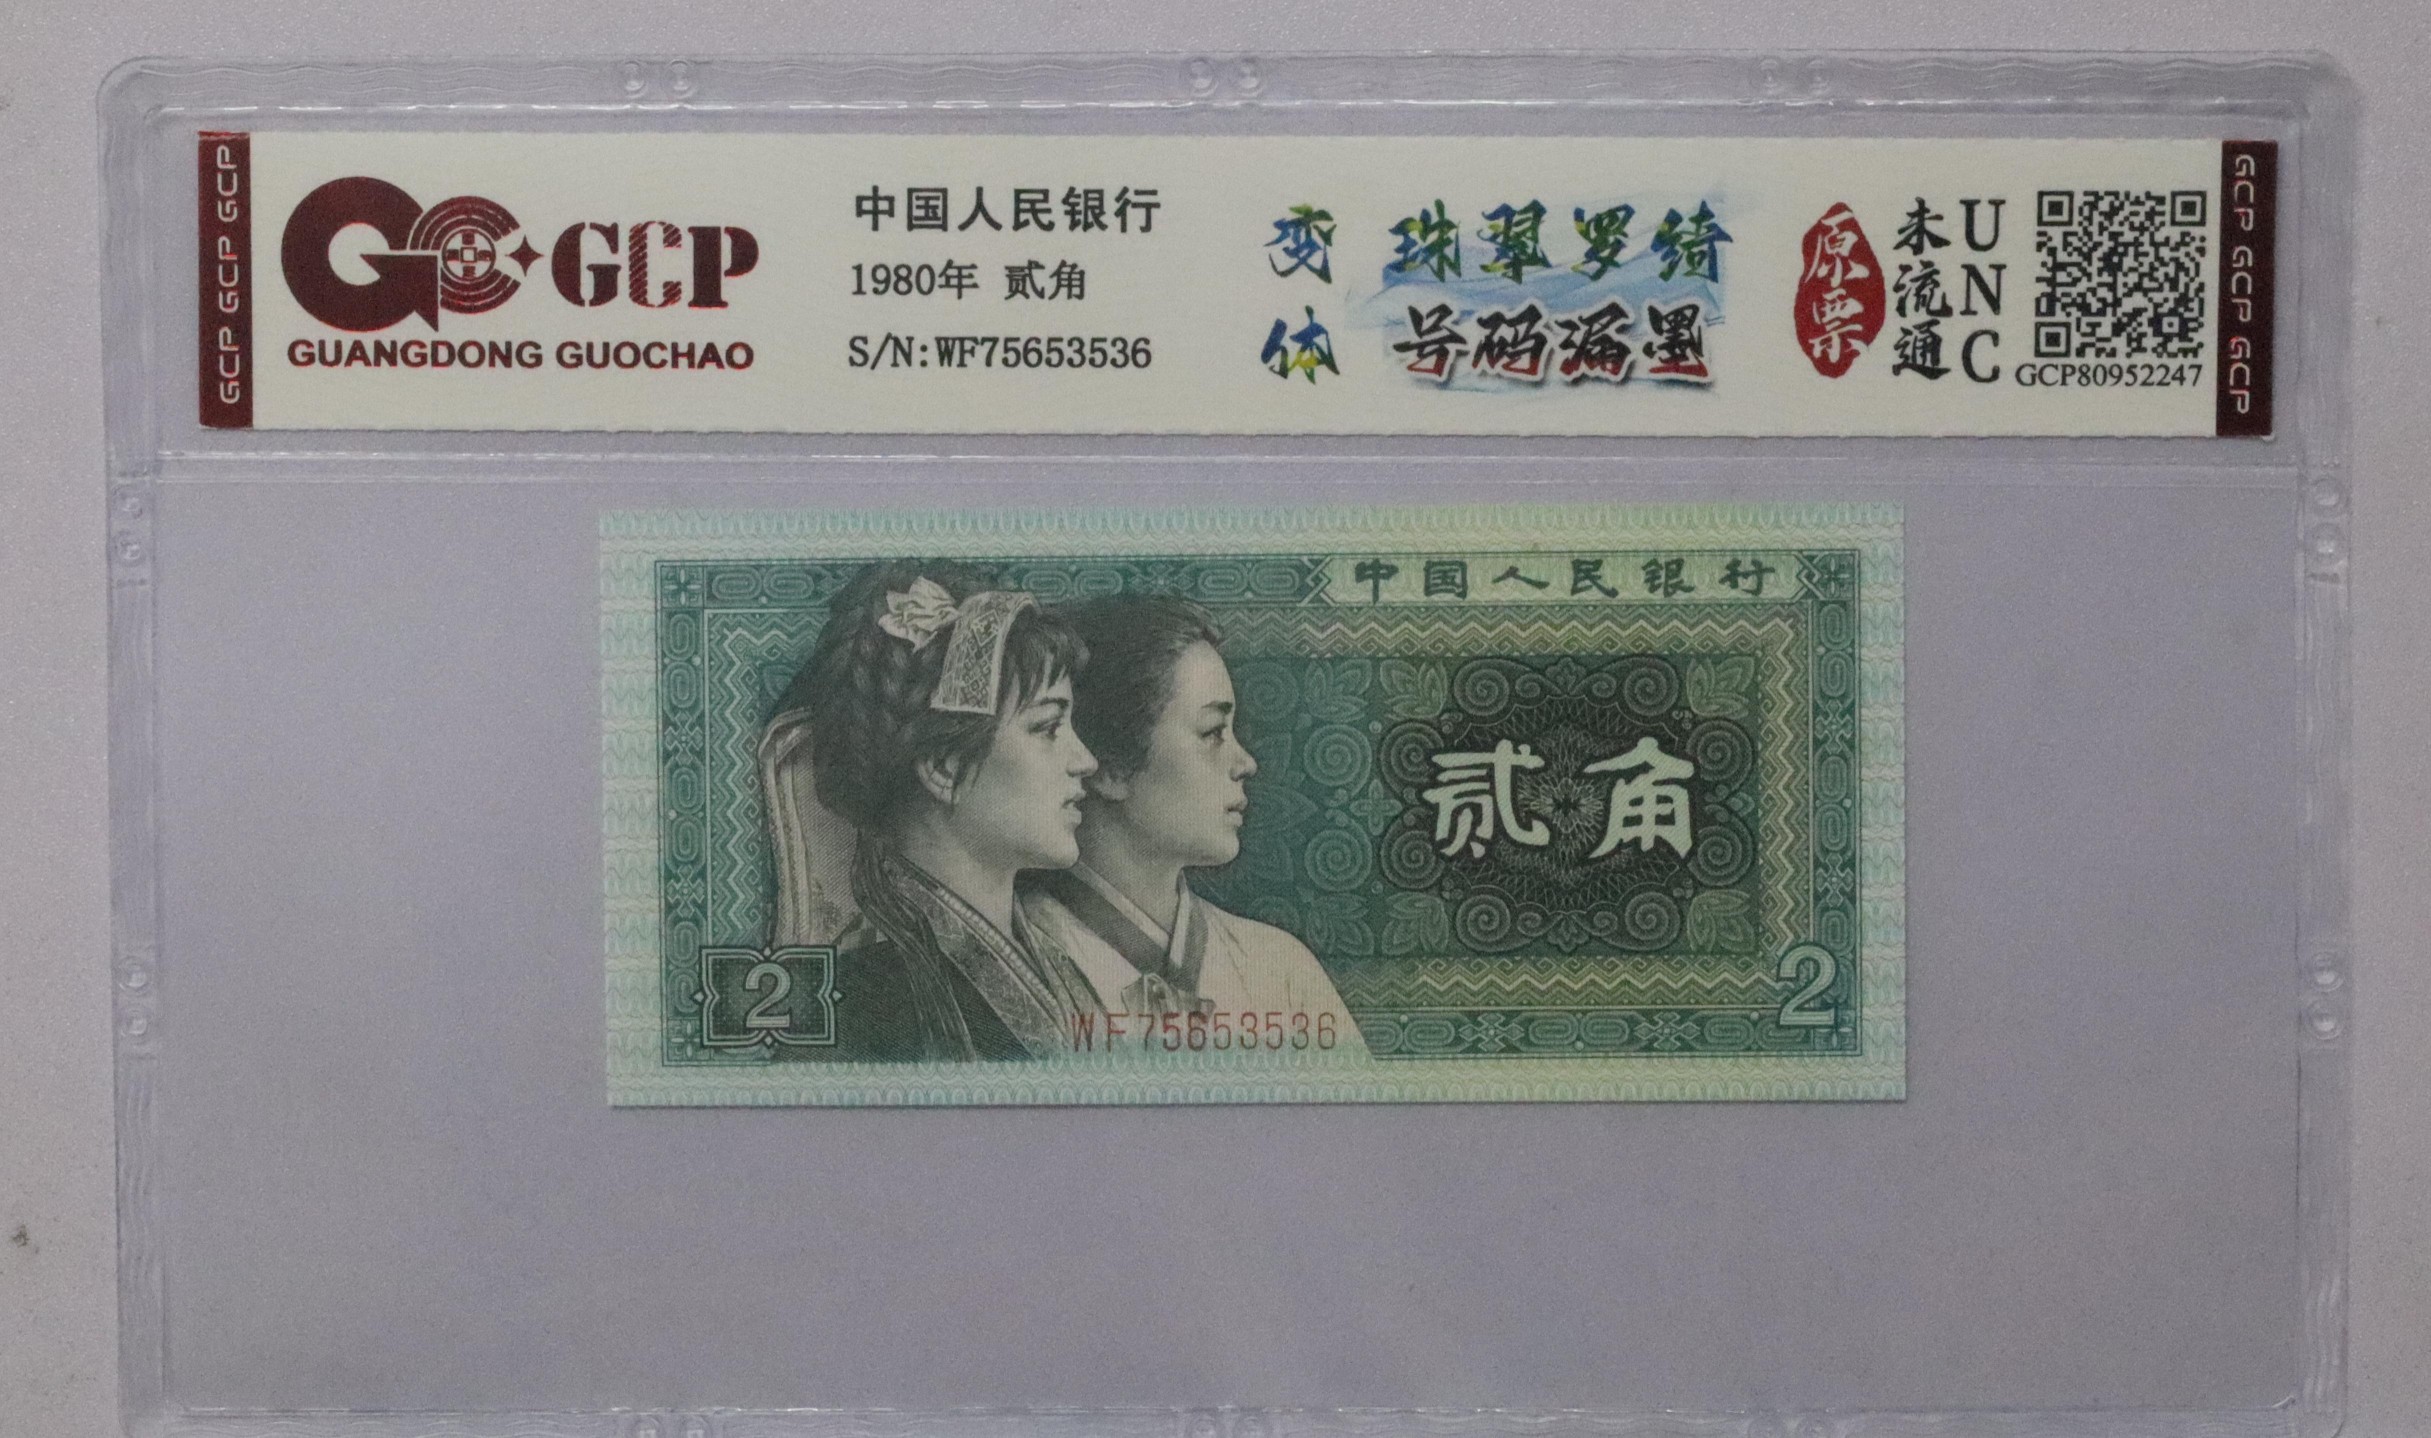 GCP GCP GCP
GCP
GUANGDONG GUOCHAO
中国人民银行
1980年 贰角
S/N:WF75653536
变体
珠翠罗绮
号码漏墨
原票
未流通
UNC
GCP80952247
GCP GCP GCP GCP
中国人民银行
贰角
2
WF75653536
2